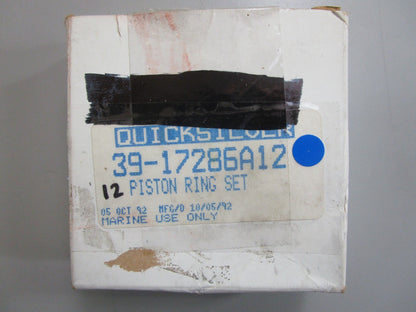 QUICKSILVER
39-17286A12
12 PISTON RING SET
05 OCT 92 MFG/D 10/05/92
MARINE USE ONLY